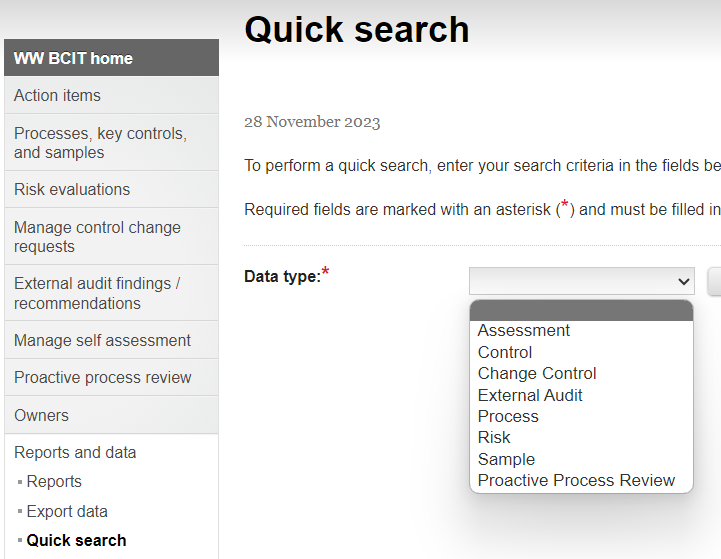 Quick search
WW BCIT home
Action items
Processes, key controls,
and samples
Risk evaluations
Manage control change
requests
External audit findings /
recommendations
Manage self assessment
Proactive process review
Owners
Reports and data
Reports
Export data
Quick search
28 November 2023
To perform a quick search, enter your search criteria in the fields be
Required fields are marked with an asterisk (*) and must be filled in
Data type:*
Assessment
Control
Change Control
External Audit
Process
Risk
Sample
Proactive Process Review